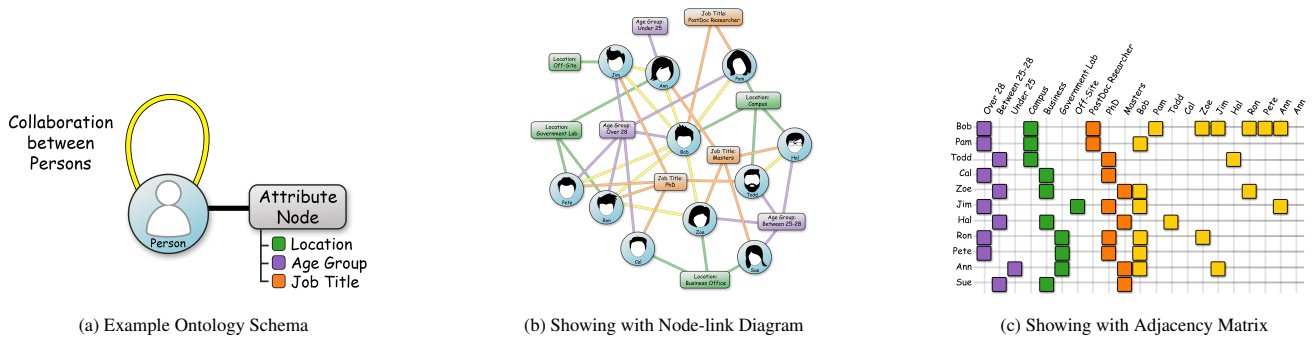 Collaboration
between
Persons
Person
Attribute
Node
Location
Age Group
Job Title
(a) Example Ontology Schema
Job Title:
PostDoc Researcher
Age Group:
Under 25
Location:
Off-Site
Jim
Ann
Pam
Location:
Campus
Location:
Government Lab
Age Group:
Over 28
Bob
Job Title:
Masters
Hal
Job Title:
PhD
Pete
Ron
Todd
Zoe
Age Group:
Between 25-28
Cal
Sue
Location:
Business Office
(b) Showing with Node-link Diagram
Over 28
Between 25-28
Under 25
Campus
Business
Government Lab
Off-Site
PostDoc Rsearcher
PhD
Masters
Bob
Pam
Todd
Cal
Zoe
Jim
Hal
Ron
Pete
Ann
Ann
Bob
Pam
Todd
Cal
Zoe
Jim
Hal
Ron
Pete
Ann
Sue
(c) Showing with Adjacency Matrix